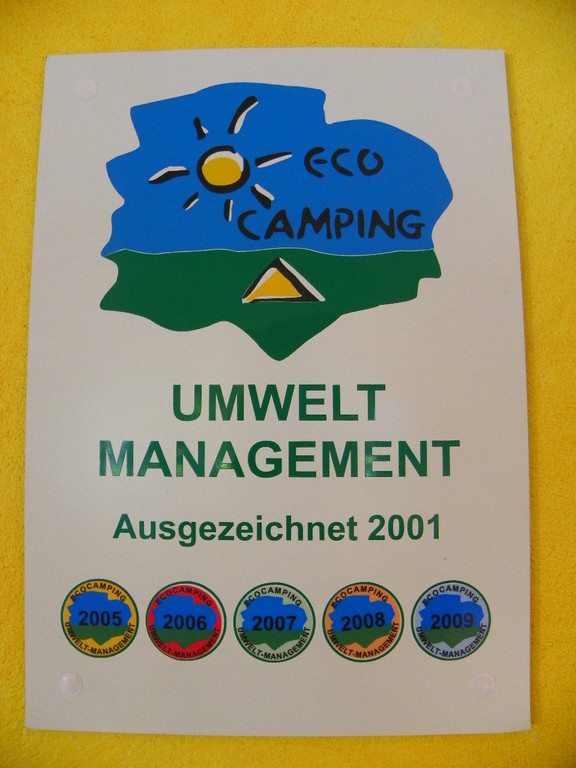 ECO
CAMPING
UMWELT
MANAGEMENT
Ausgezeichnet 2001
ECOCAMPING
2005
UMWELT-MANAGEMENT
ECOCAMPING
2006
UMWELT-MANAGEMENT
ECOCAMPING
2007
UMWELT-MANAGEMENT
ECOCAMPING
2008
UMWELT-MANAGEMENT
ECOCAMPING
2009
UMWELT-MANAGEMENT